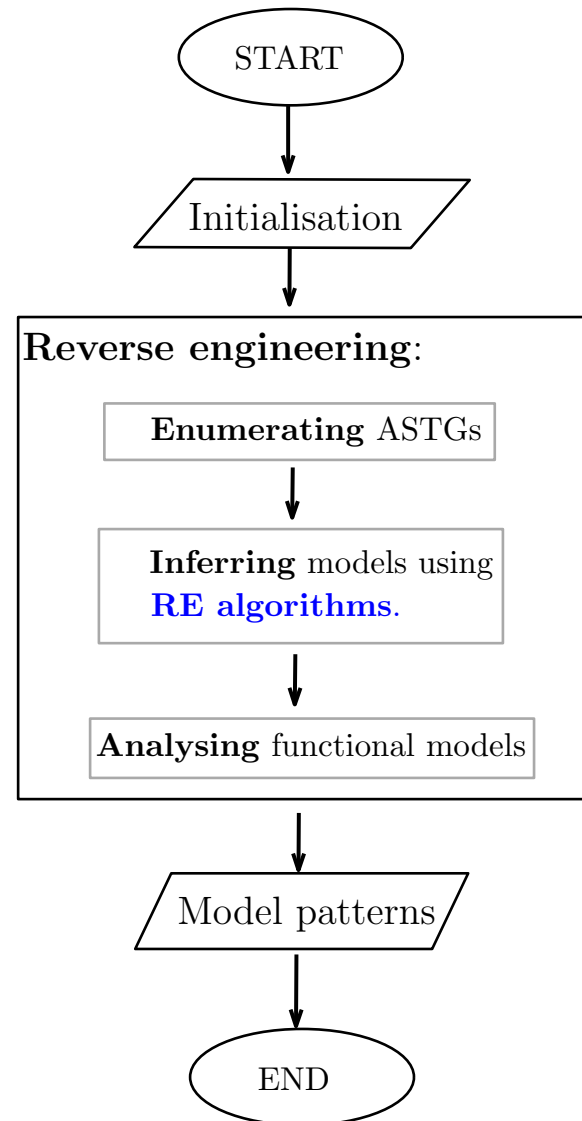 START
Initialisation
Reverse engineering:
Enumerating ASTGs
Inferring models using
RE algorithms.
Analysing functional models
Model patterns
END